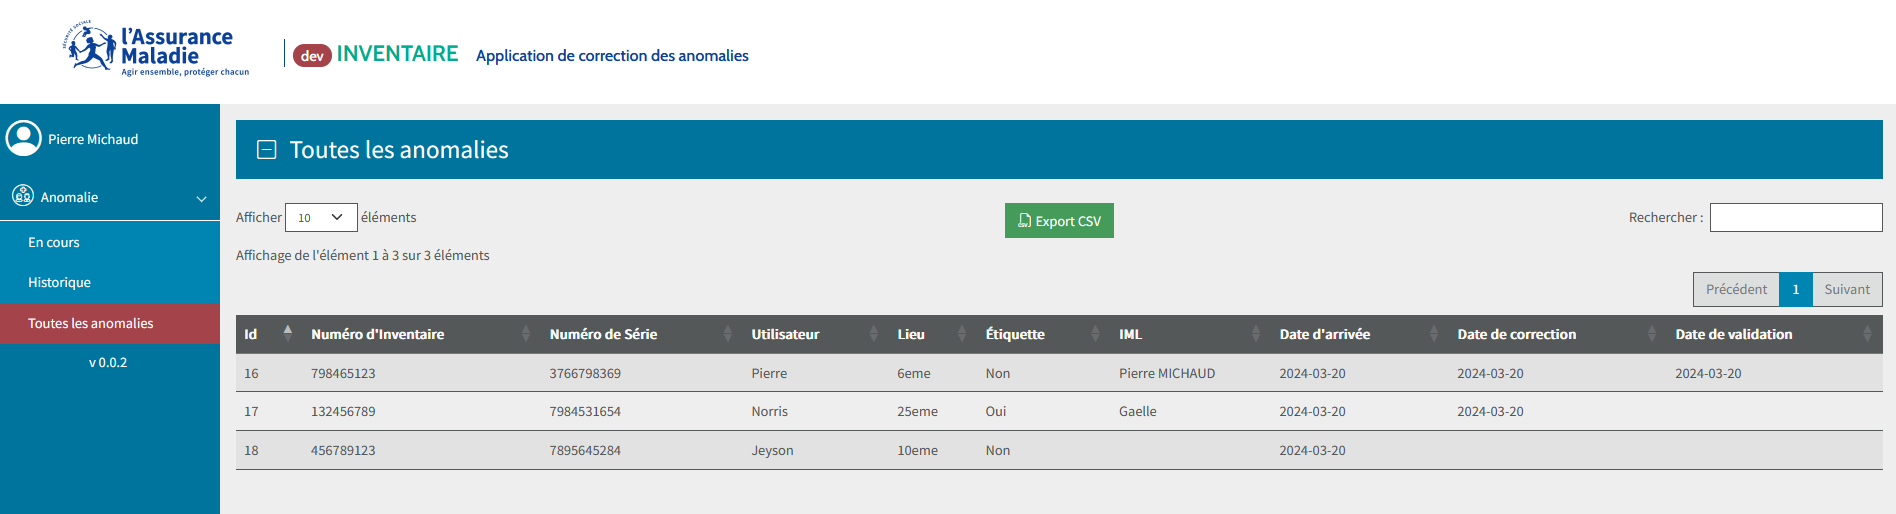 SÉCURITÉ SOCIALE
l'Assurance
Maladie
Agir ensemble, protéger chacun
dev INVENTAIRE Application de correction des anomalies
Pierre Michaud
Anomalie
En cours
Historique
Toutes les anomalies
v 0.0.2
Toutes les anomalies
Afficher 10 éléments
CSV Export CSV
Rechercher :
Affichage de l'élément 1 à 3 sur 3 éléments
Précédent 1 Suivant
Id Numéro d'Inventaire Numéro de Série Utilisateur Lieu Étiquette IML Date d'arrivée Date de correction Date de validation
16 798465123 3766798369 Pierre 6eme Non Pierre MICHAUD 2024-03-20 2024-03-20 2024-03-20
17 132456789 7984531654 Norris 25eme Oui Gaelle 2024-03-20 2024-03-20
18 456789123 7895645284 Jeyson 10eme Non 2024-03-20